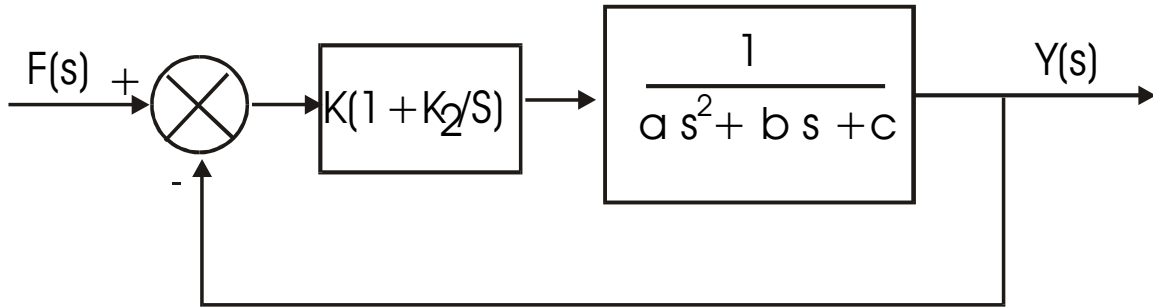 F(s)
+
-
K(1+K₂/S)
1
a s²+ b s +c
Y(s)